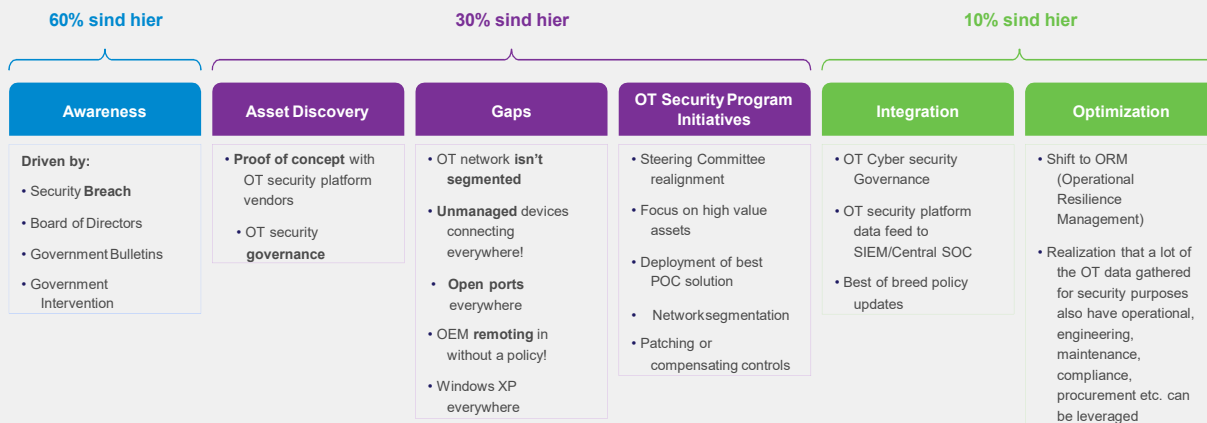 60% sind hier
30% sind hier
10% sind hier
Awareness
Driven by:
• Security Breach
• Board of Directors
• Government Bulletins
• Government
Intervention
Asset Discovery
• Proof of concept with
OT security platform
vendors
• OT security
governance
Gaps
• OT network isn't
segmented
• Unmanaged devices
connecting
everywhere!
• Open ports
everywhere
• OEM remoting in
without a policy!
• Windows XP
everywhere
OT Security Program
Initiatives
• Steering Committee
realignment
• Focus on high value
assets
• Deployment of best
POC solution
• Networksegmentation
• Patching or
compensating controls
Integration
• OT Cyber security
Governance
• OT security platform
data feed to
SIEM/Central SOC
• Best of breed policy
updates
Optimization
• Shift to ORM
(Operational
Resilience
Management)
• Realization that a lot of
the OT data gathered
for security purposes
also have operational,
engineering,
maintenance,
compliance,
procurement etc. can
be leveraged